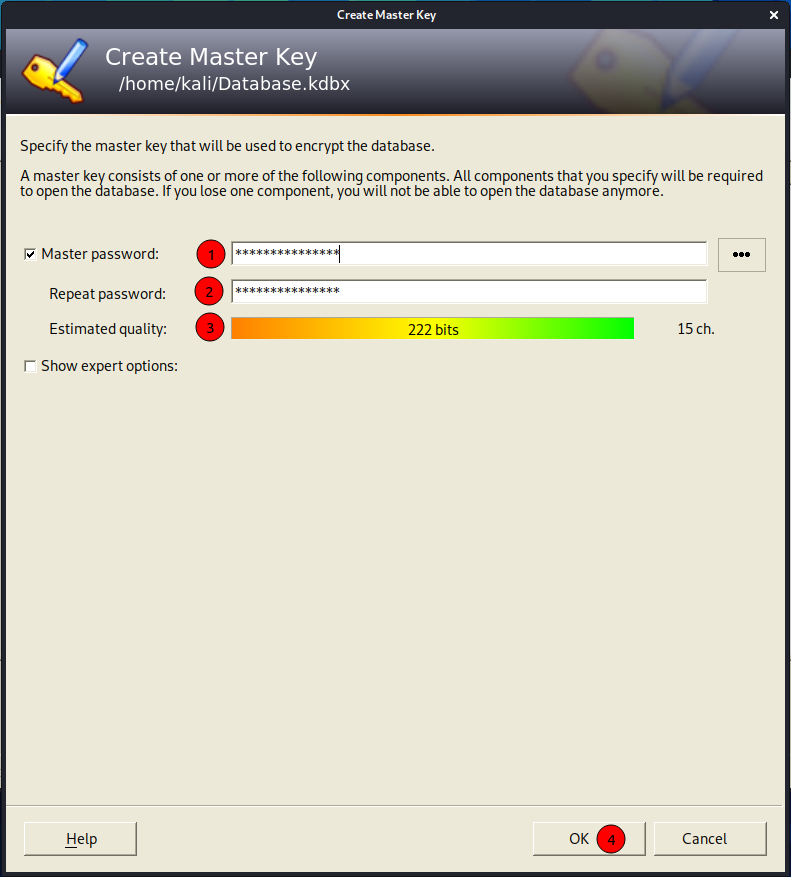 Create Master Key
Create Master Key
/home/kali/Database.kdbx
Specify the master key that will be used to encrypt the database.
A master key consists of one or more of the following components. All components that you specify will be required
to open the database. If you lose one component, you will not be able to open the database anymore.
Master password: 1 ***************
Repeat password: 2 ***************
Estimated quality: 3 222 bits 15 ch.
Show expert options:
Help OK 4 Cancel